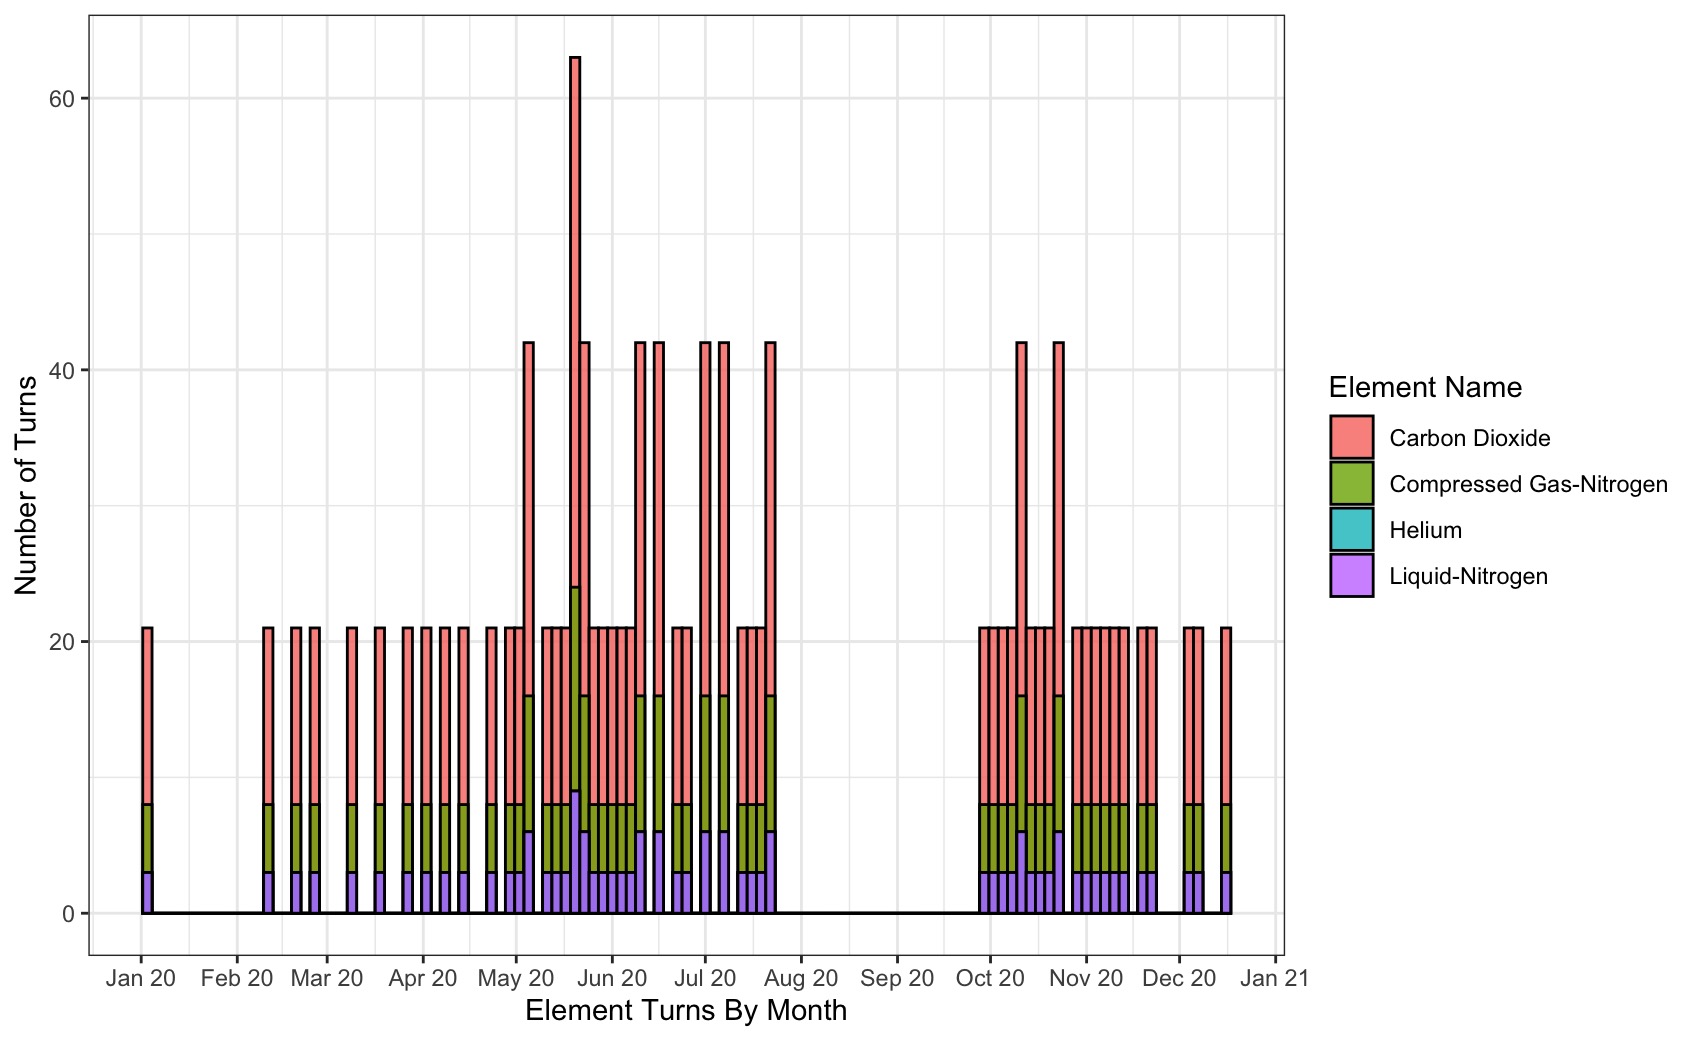 60
40
20
0
Number of Turns
Jan 20 Feb 20 Mar 20 Apr 20 May 20 Jun 20 Jul 20 Aug 20 Sep 20 Oct 20 Nov 20 Dec 20 Jan 21
Element Turns By Month
Element Name
Carbon Dioxide
Compressed Gas-Nitrogen
Helium
Liquid-Nitrogen